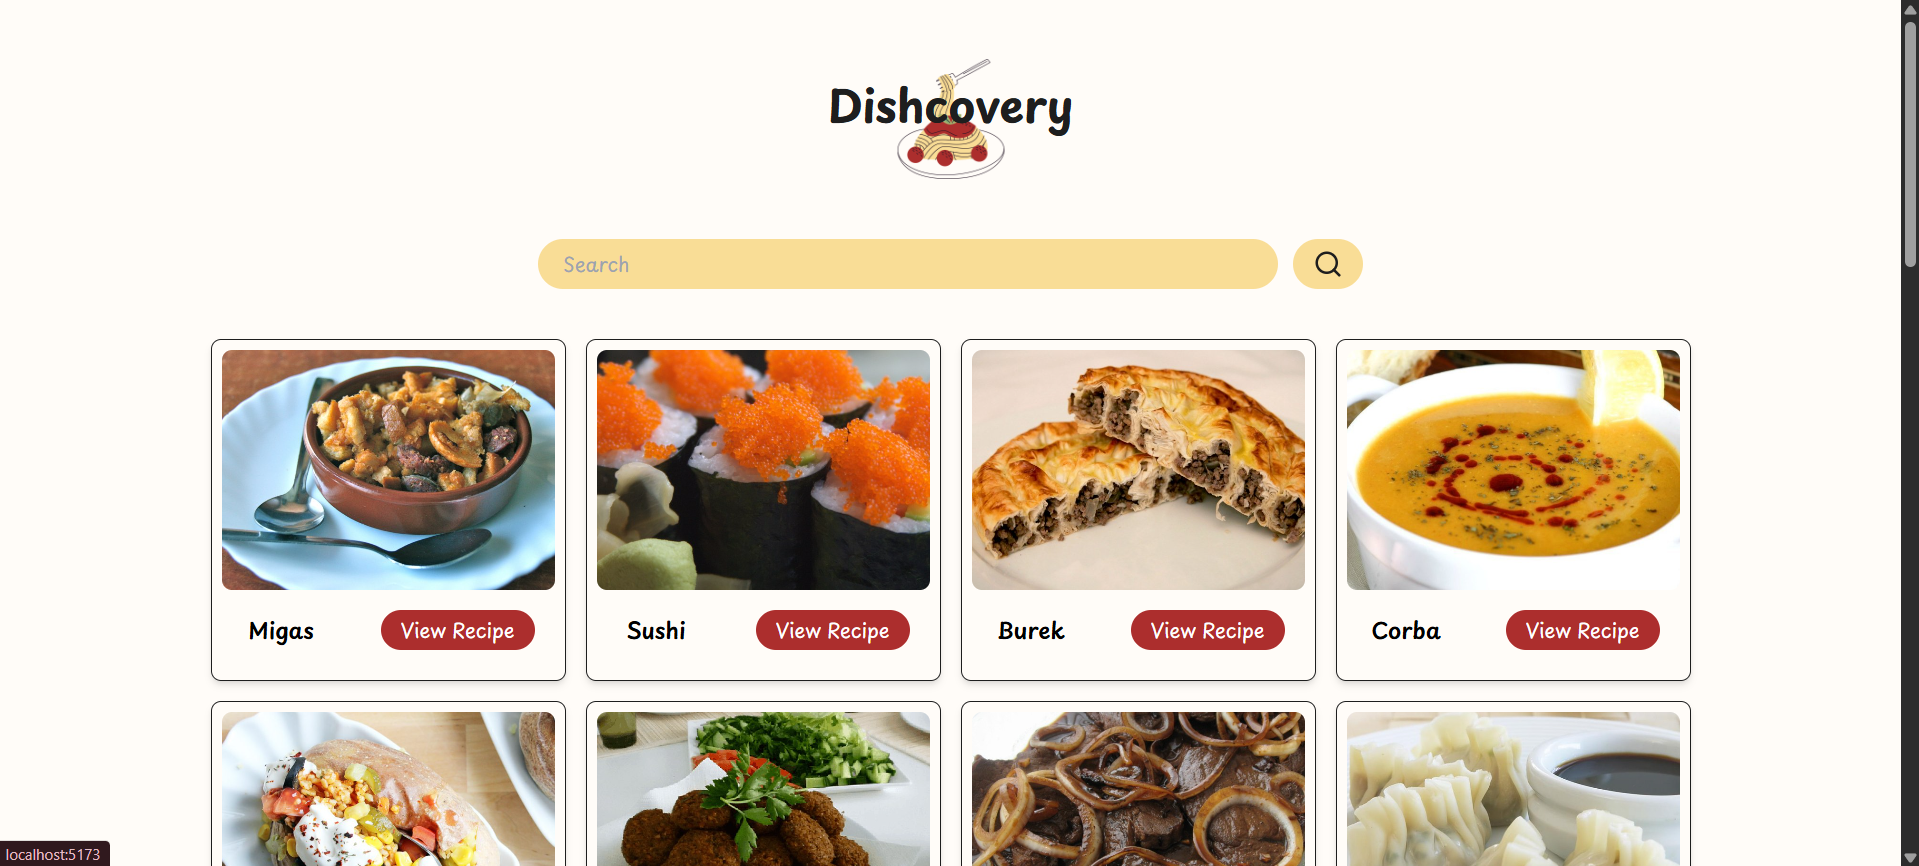 Dishcovery
Search
Migas
View Recipe
Sushi
View Recipe
Burek
View Recipe
Corba
View Recipe
localhost:5173